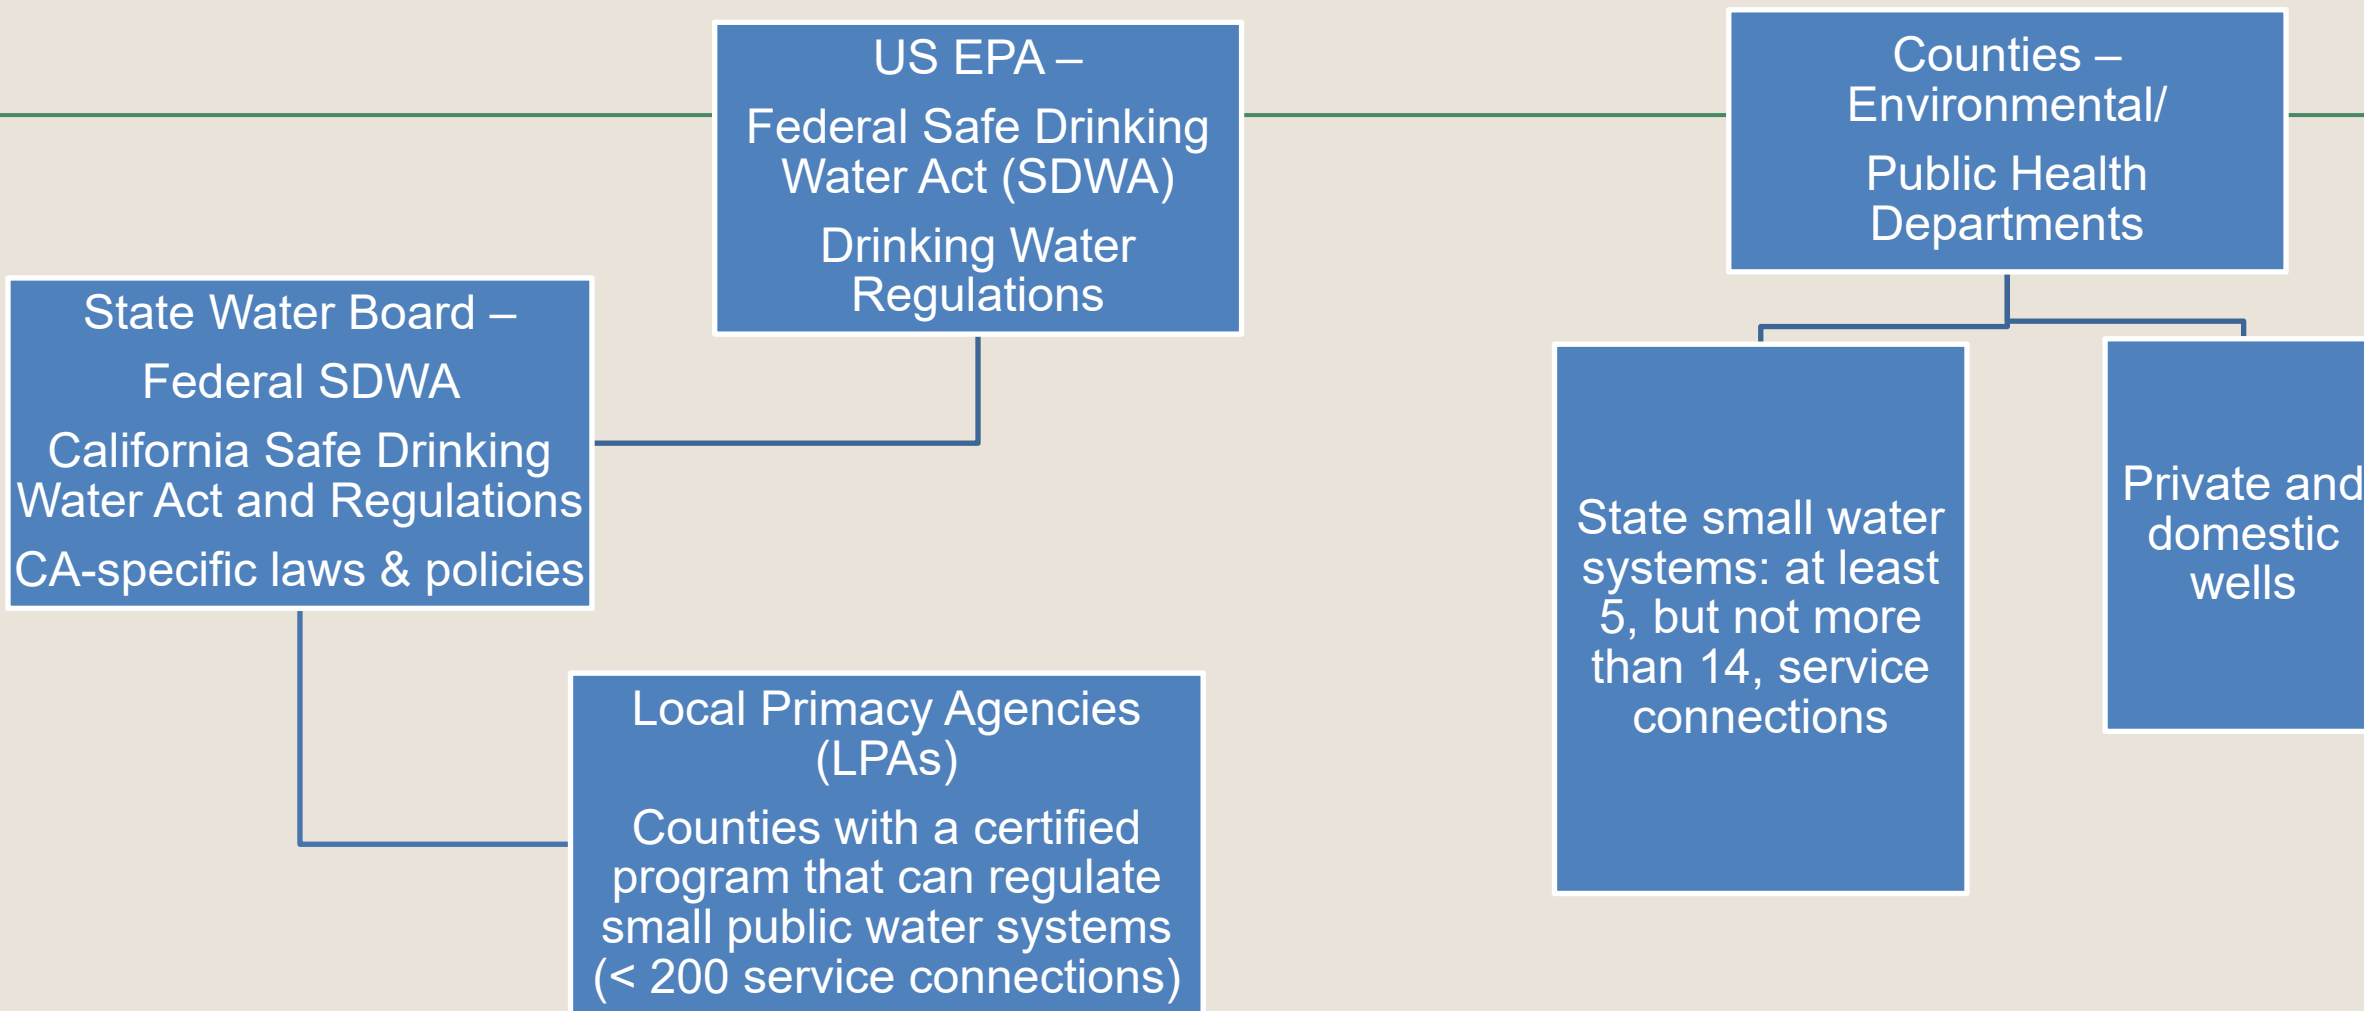 US EPA –
Federal Safe Drinking
Water Act (SDWA)
Drinking Water
Regulations
Counties –
Environmental/
Public Health
Departments
State Water Board –
Federal SDWA
California Safe Drinking
Water Act and Regulations
CA-specific laws & policies
State small water
systems: at least
5, but not more
than 14, service
connections
Private and
domestic
wells
Local Primacy Agencies
(LPAs)
Counties with a certified
program that can regulate
small public water systems
(< 200 service connections)